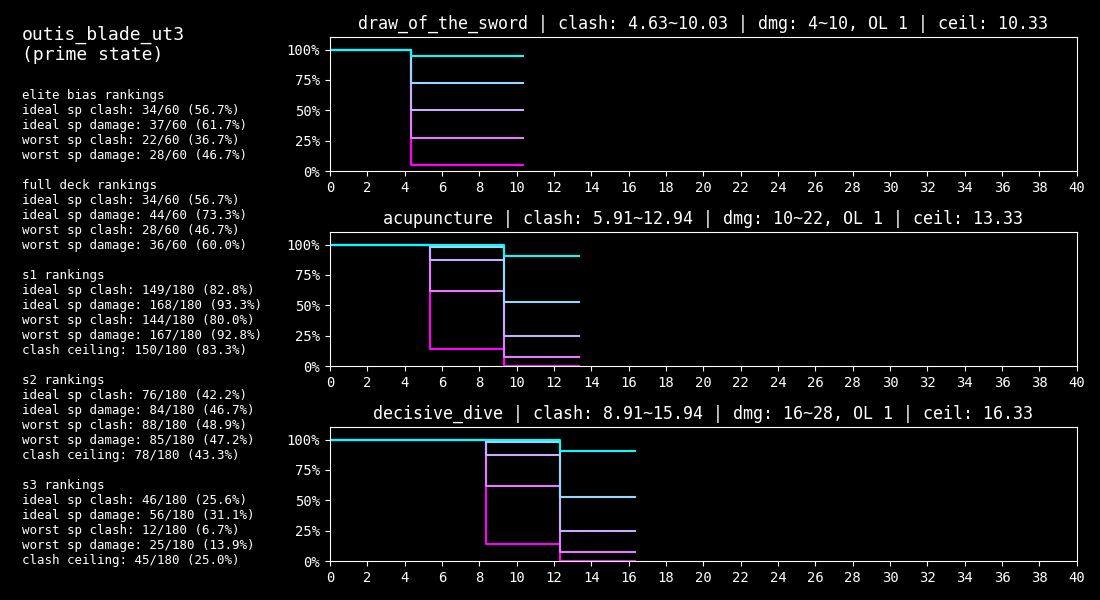 outis_blade_ut3
(prime state)
elite bias rankings
ideal sp clash: 34/60 (56.7%)
ideal sp damage: 37/60 (61.7%)
worst sp clash: 22/60 (36.7%)
worst sp damage: 28/60 (46.7%)
full deck rankings
ideal sp clash: 34/60 (56.7%)
ideal sp damage: 44/60 (73.3%)
worst sp clash: 28/60 (46.7%)
worst sp damage: 36/60 (60.0%)
s1 rankings
ideal sp clash: 149/180 (82.8%)
ideal sp damage: 168/180 (93.3%)
worst sp clash: 144/180 (80.0%)
worst sp damage: 167/180 (92.8%)
clash ceiling: 150/180 (83.3%)
s2 rankings
ideal sp clash: 76/180 (42.2%)
ideal sp damage: 84/180 (46.7%)
worst sp clash: 88/180 (48.9%)
worst sp damage: 85/180 (47.2%)
clash ceiling: 78/180 (43.3%)
s3 rankings
ideal sp clash: 46/180 (25.6%)
ideal sp damage: 56/180 (31.1%)
worst sp clash: 12/180 (6.7%)
worst sp damage: 25/180 (13.9%)
clash ceiling: 45/180 (25.0%)
draw_of_the_sword | clash: 4.63~10.03 | dmg: 4~10, OL 1 | ceil: 10.33
100%
75%
50%
25%
0%
0 2 4 6 8 10 12 14 16 18 20 22 24 26 28 30 32 34 36 38 40
acupuncture | clash: 5.91~12.94 | dmg: 10~22, OL 1 | ceil: 13.33
100%
75%
50%
25%
0%
0 2 4 6 8 10 12 14 16 18 20 22 24 26 28 30 32 34 36 38 40
decisive_dive | clash: 8.91~15.94 | dmg: 16~28, OL 1 | ceil: 16.33
100%
75%
50%
25%
0%
0 2 4 6 8 10 12 14 16 18 20 22 24 26 28 30 32 34 36 38 40